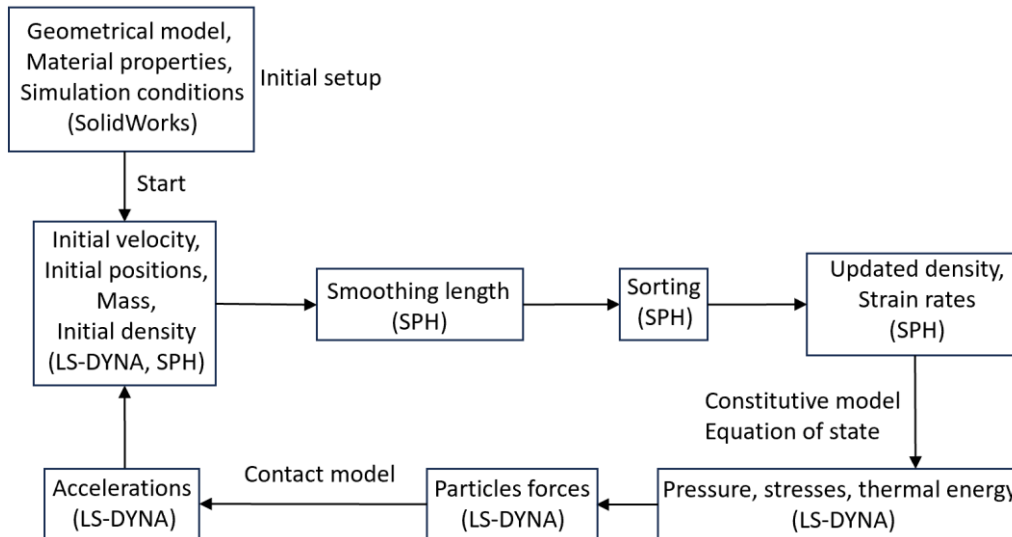 Geometrical model,
Material properties,
Simulation conditions
(SolidWorks)
Initial setup
Start
Initial velocity,
Initial positions,
Mass,
Initial density
(LS-DYNA, SPH)
Smoothing length
(SPH)
Sorting
(SPH)
Updated density,
Strain rates
(SPH)
Constitutive model
Equation of state
Pressure, stresses, thermal energy
(LS-DYNA)
Particles forces
(LS-DYNA)
Contact model
Accelerations
(LS-DYNA)